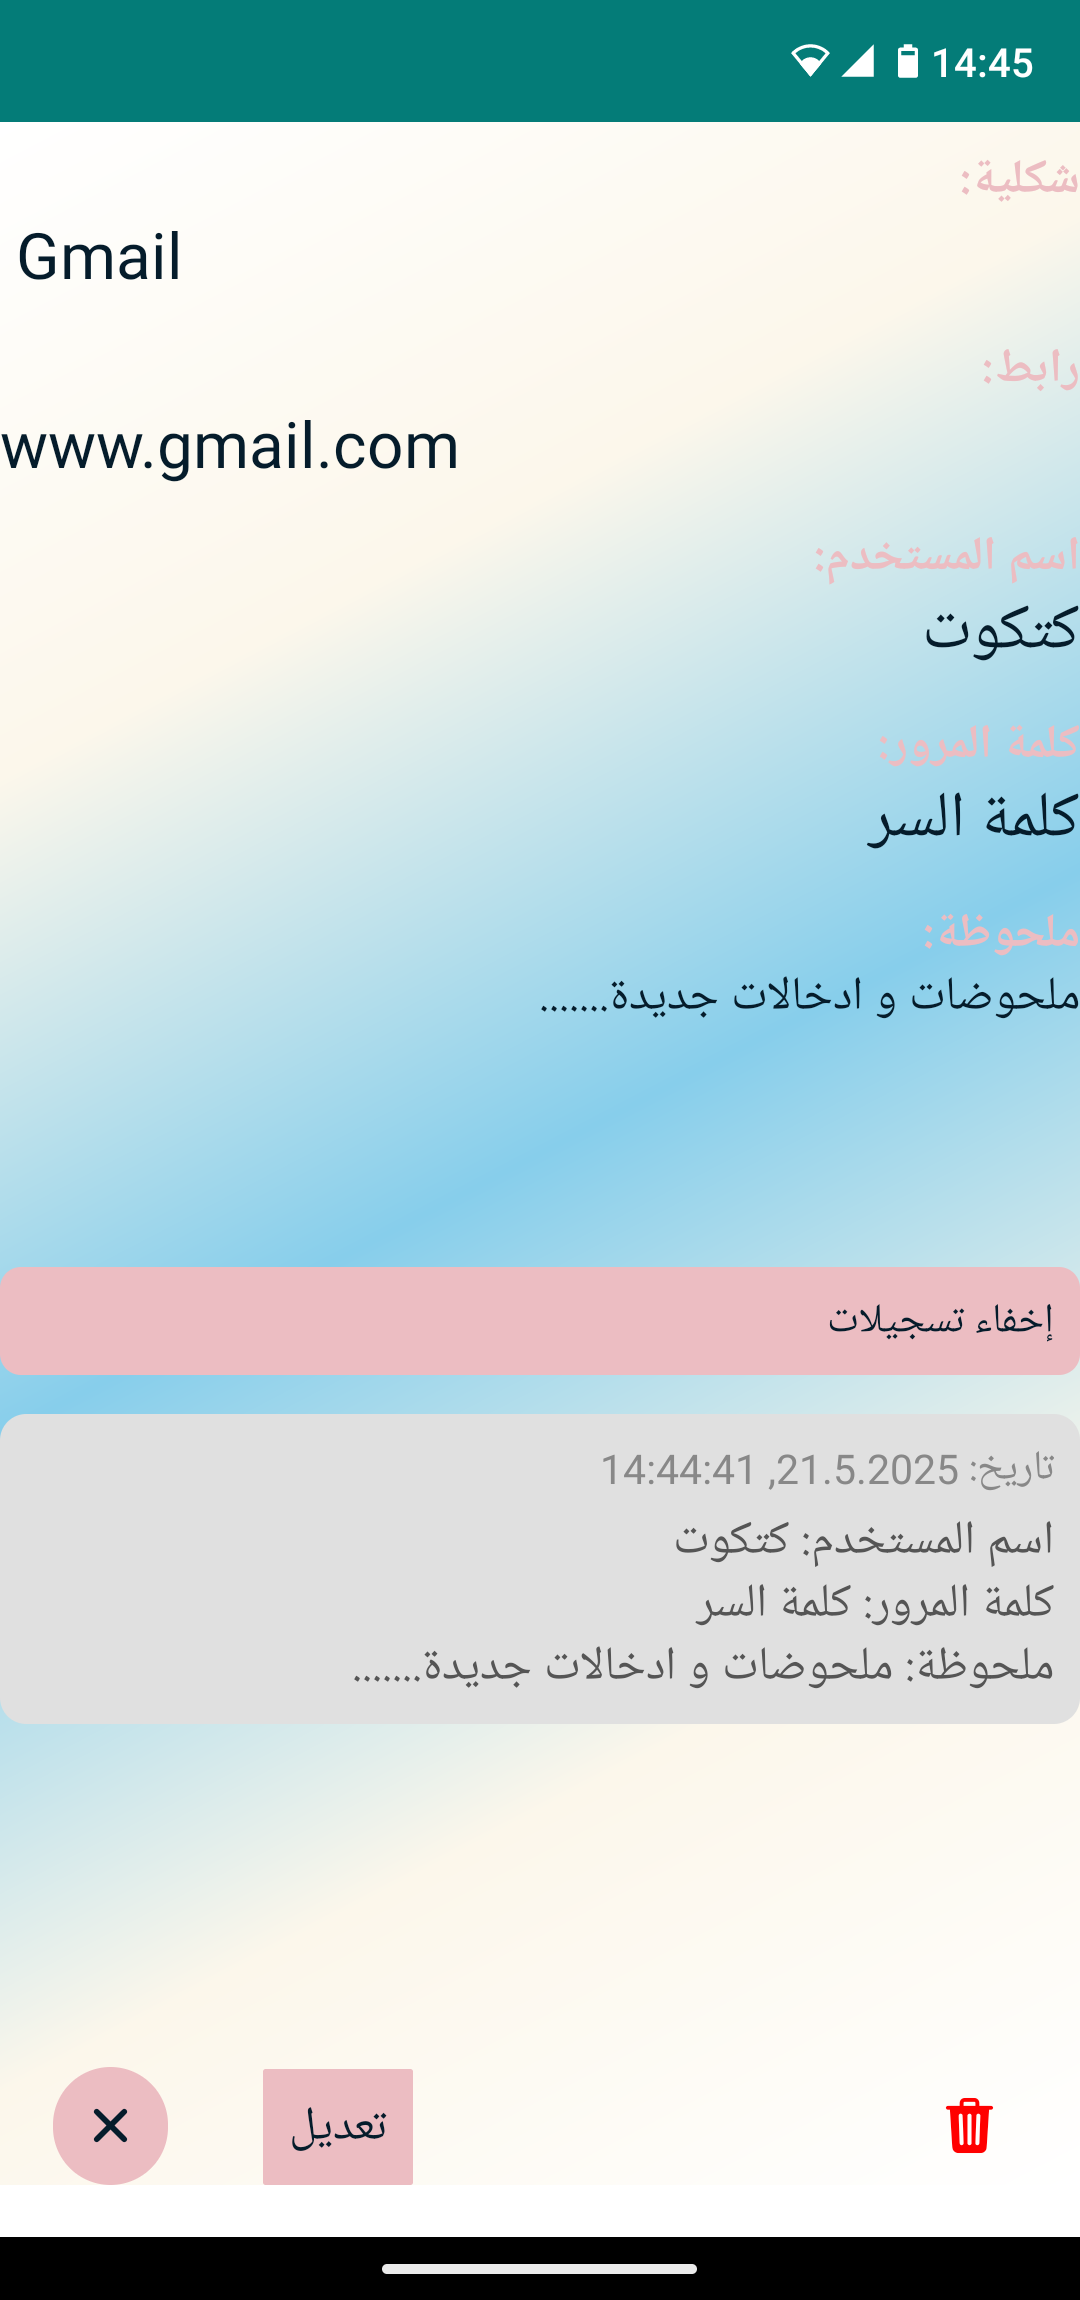 14:45
شكلية:
Gmail
رابط:
www.gmail.com
اسم المستخدم:
كتكوت
كلمة المرور:
كلمة السر
ملحوظة:
ملحوضات و ادخالات جديدة.......
إخفاء تسجيلات
تاريخ: 21.5.2025, 14:44:41
اسم المستخدم: كتكوت
كلمة المرور: كلمة السر
ملحوظة: ملحوضات و ادخالات جديدة.......
تعديل